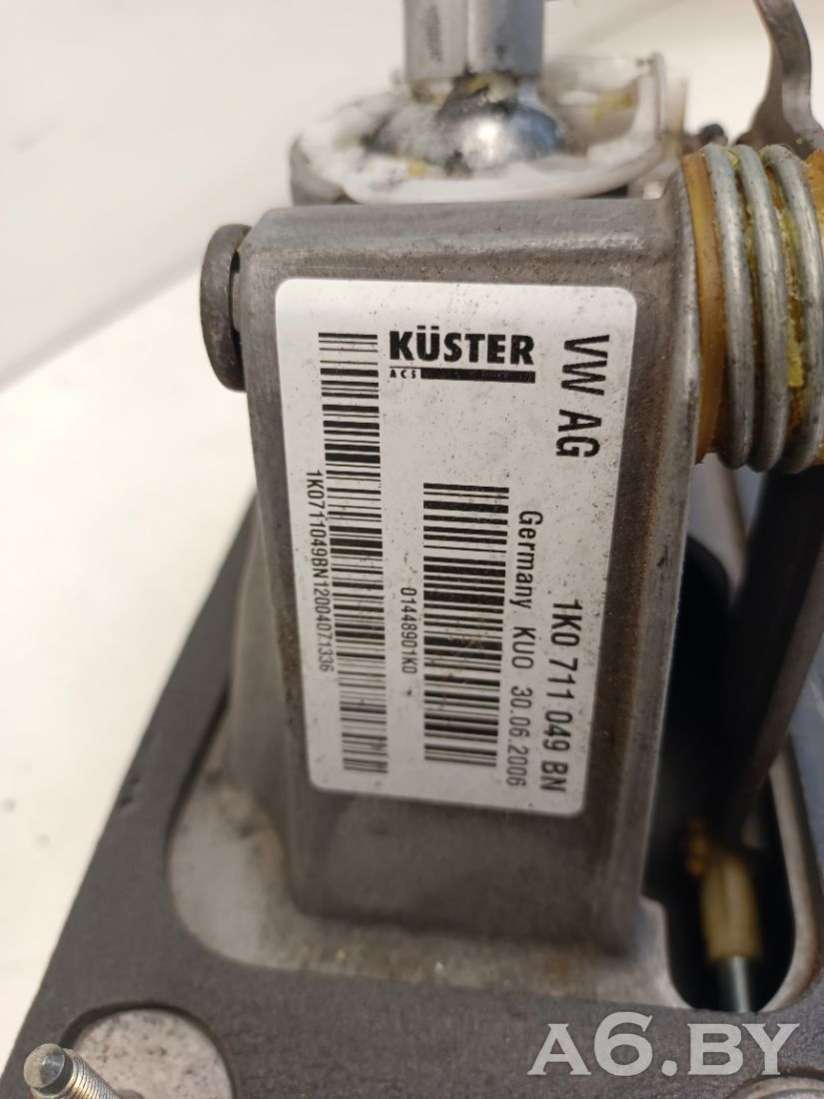 KÜSTER
ACS
VW AG
1K0 711 049 BN
Germany KUO 30.06.2006
01448901K0
1K0711049BN12004071336
A6.BY